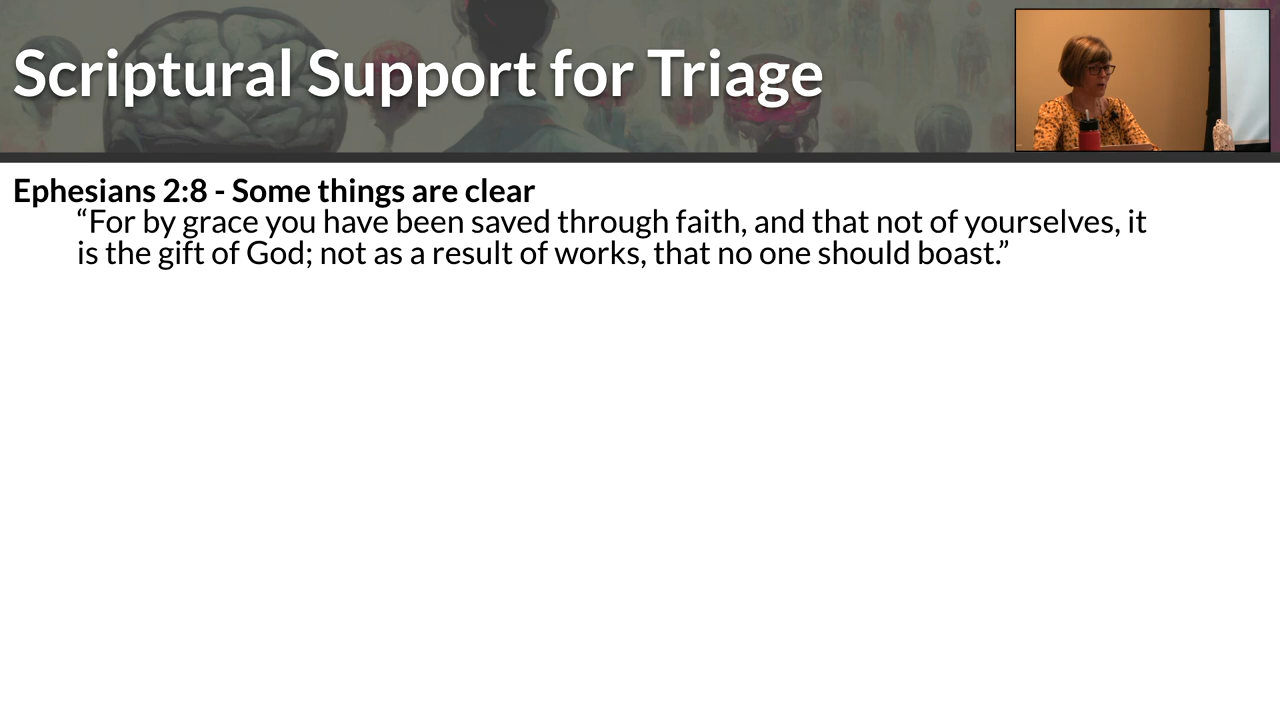 Scriptural Support for Triage
Ephesians 2:8 - Some things are clear
“For by grace you have been saved through faith, and that not of yourselves, it
is the gift of God; not as a result of works, that no one should boast.”